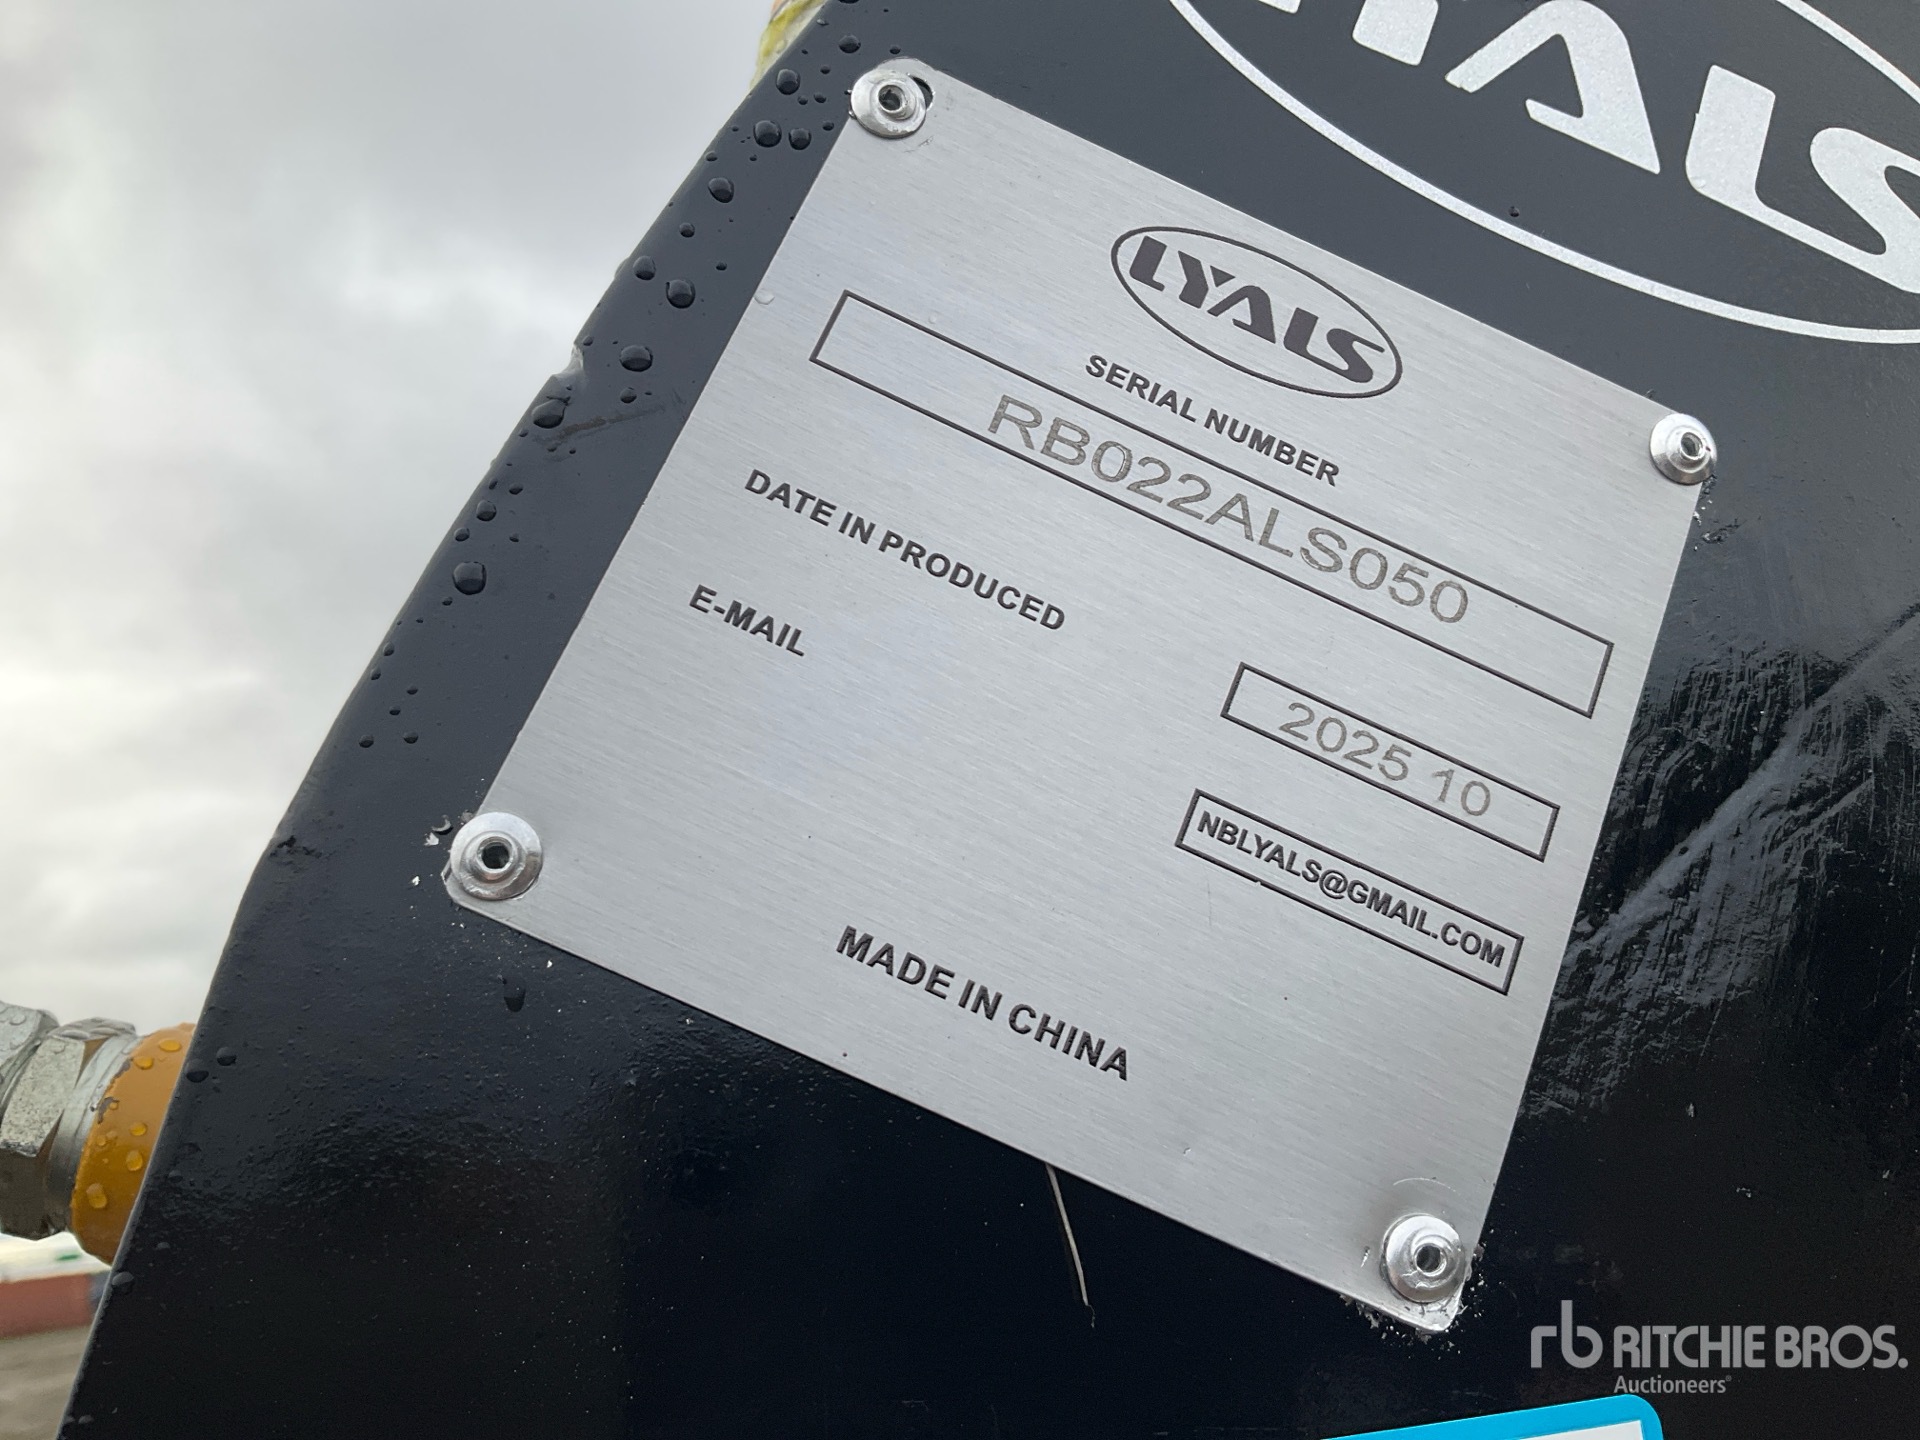 LYALS
SERIAL NUMBER
RB022ALS050
DATE IN PRODUCED
2025 10
E-MAIL
NBLYALS@GMAIL.COM
MADE IN CHINA
rb RITCHIE BROS.
Auctioneers